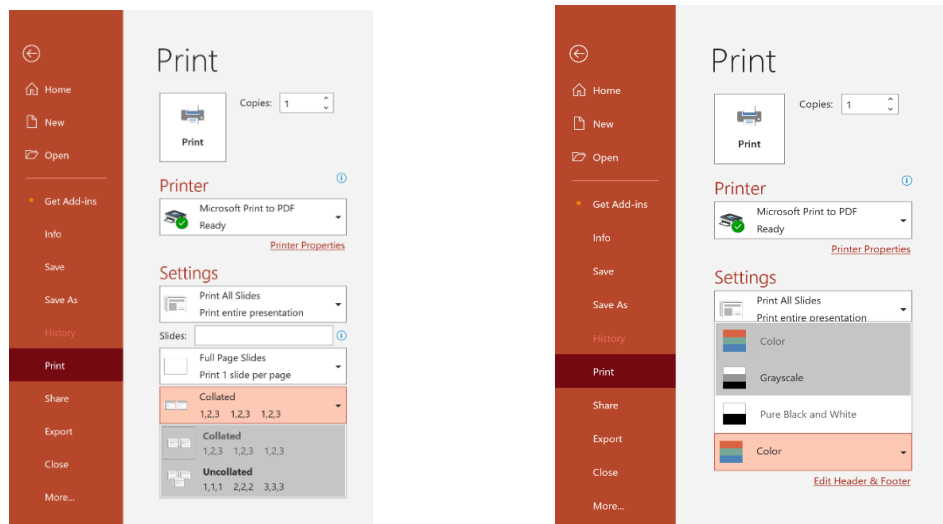 Print
Home
New
Open
Get Add-ins
Info
Save
Save As
History
Print
Share
Export
Close
More...
Copies: 1
Print
Printer
Microsoft Print to PDF
Ready
Printer Properties
Settings
Print All Slides
Print entire presentation
Slides:
Full Page Slides
Print 1 slide per page
Collated
1,2,3 1,2,3 1,2,3
Collated
1,2,3 1,2,3 1,2,3
Uncollated
1,1,1 2,2,2 3,3,3
Print
Home
New
Open
Get Add-ins
Info
Save
Save As
History
Print
Share
Export
Close
More...
Copies: 1
Print
Printer
Microsoft Print to PDF
Ready
Printer Properties
Settings
Print All Slides
Print entire presentation
Color
Grayscale
Pure Black and White
Color
Edit Header & Footer